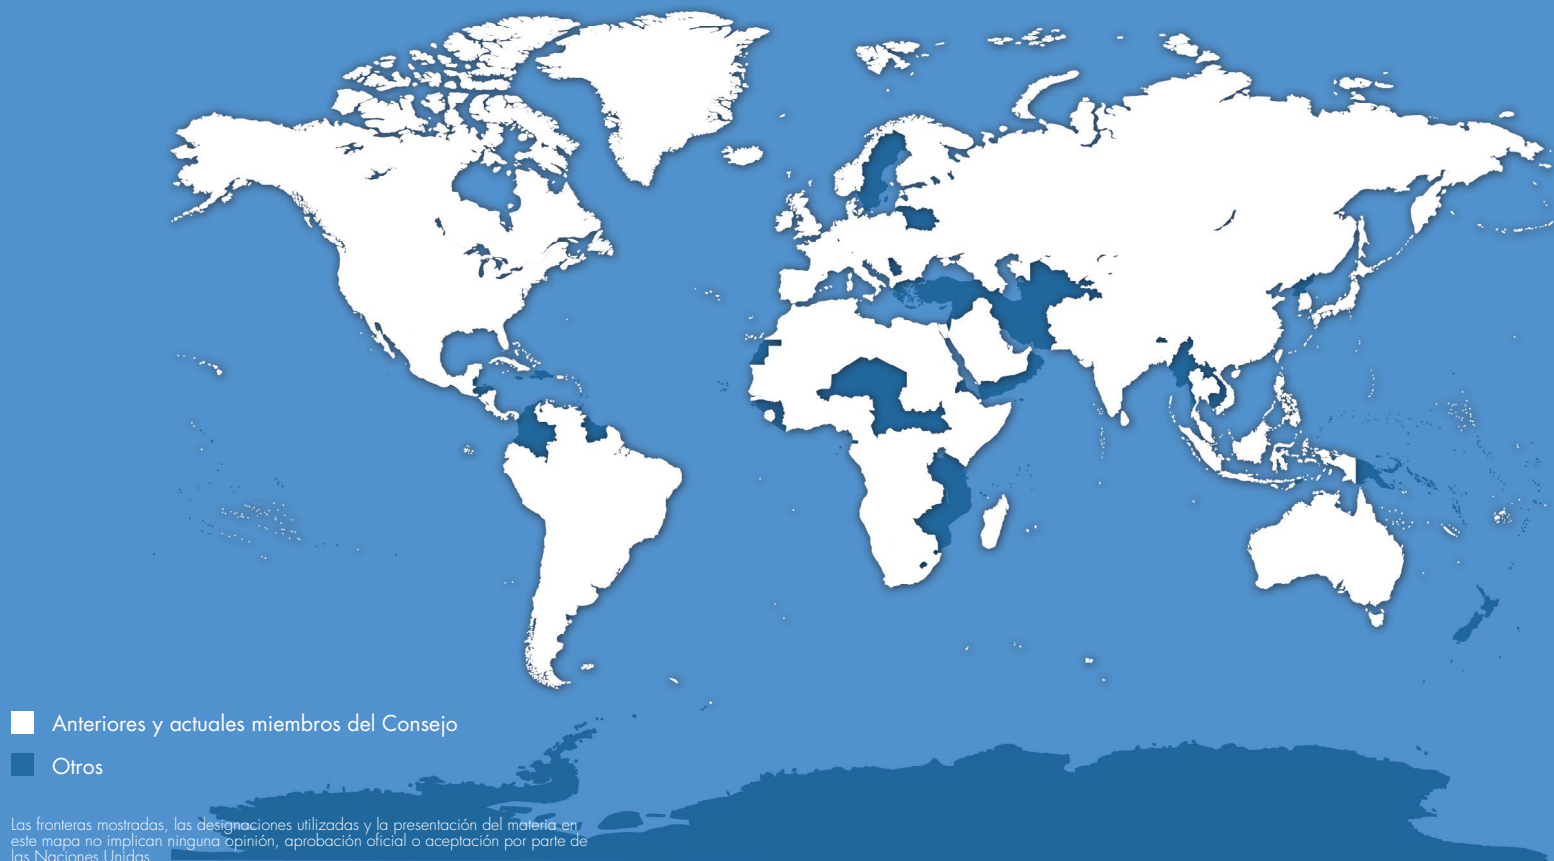 Anteriores y actuales miembros del Consejo
Otros
Las fronteras mostradas, las designaciones utilizadas y la presentación del materia en
este mapa no implican ninguna opinión, aprobación oficial o aceptación por parte de
las Naciones Unidas